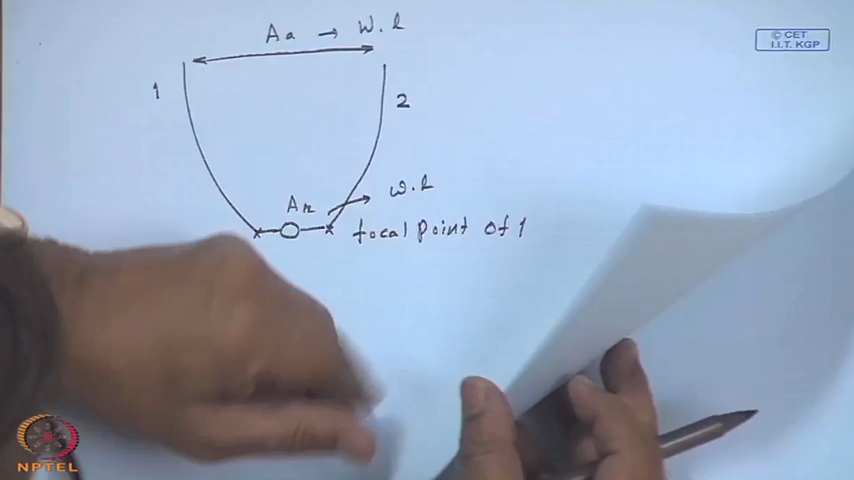 Aa → W.L
© CET
I.I.T. KGP
1
2
Ar → W.L
focal point of 1
NPTEL